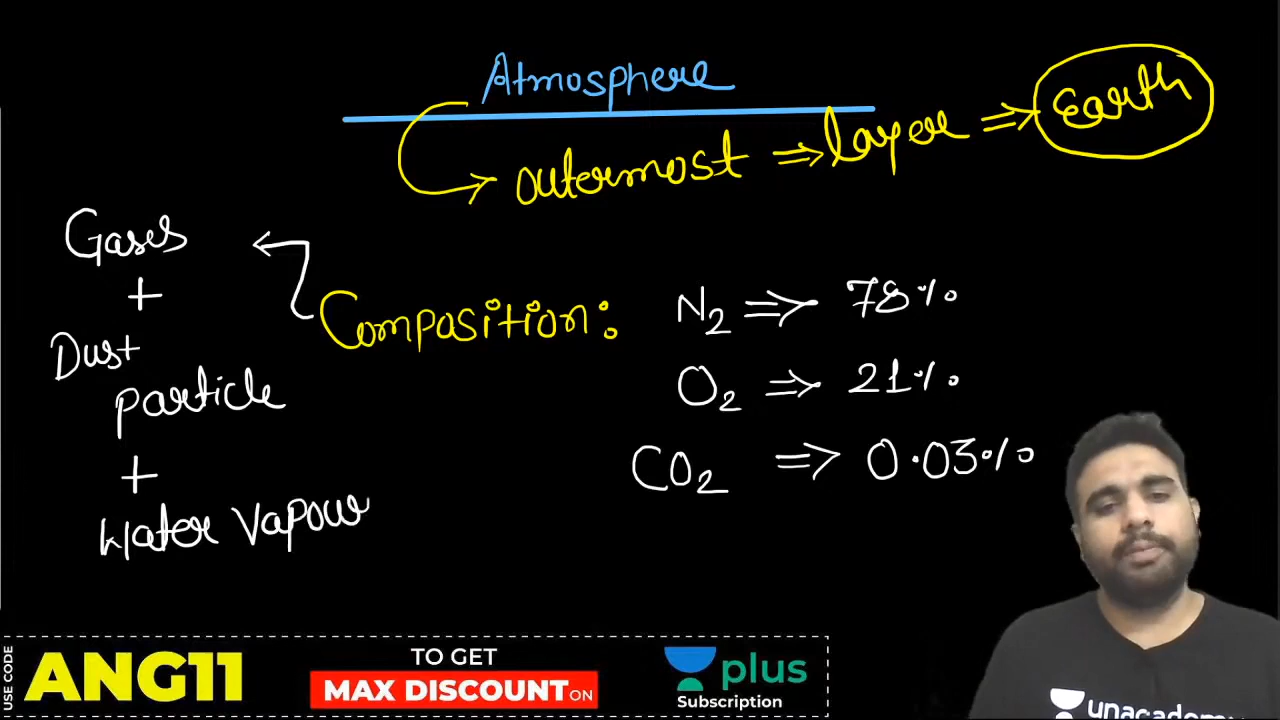 Atmosphere
outermost ⇒ layer ⇒ Earth
Gases
+
Dust
particle
+
Water vapour
Composition:
N2 ⇒ 78%
O2 ⇒ 21%
CO2 ⇒ 0.03%
USE CODE
ANG11
TO GET
MAX DISCOUNT ON
plus
Subscription
unacademy